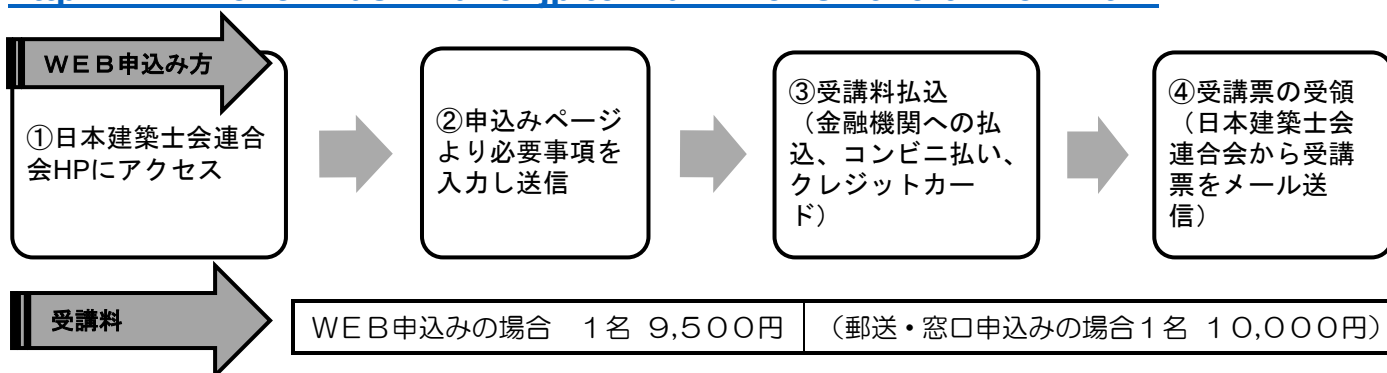 WEB申込み方
①日本建築士会連合
会HPにアクセス
②申込みページ
より必要事項を
入力し送信
③受講料払込
（金融機関への払
込、コンビニ払い、
クレジットカー
ド）
④受講票の受領
（日本建築士会
連合会から受講
票をメール送
信）
受講料
WEB申込みの場合　1名 9,500円
（郵送・窓口申込みの場合1名 10,000円）